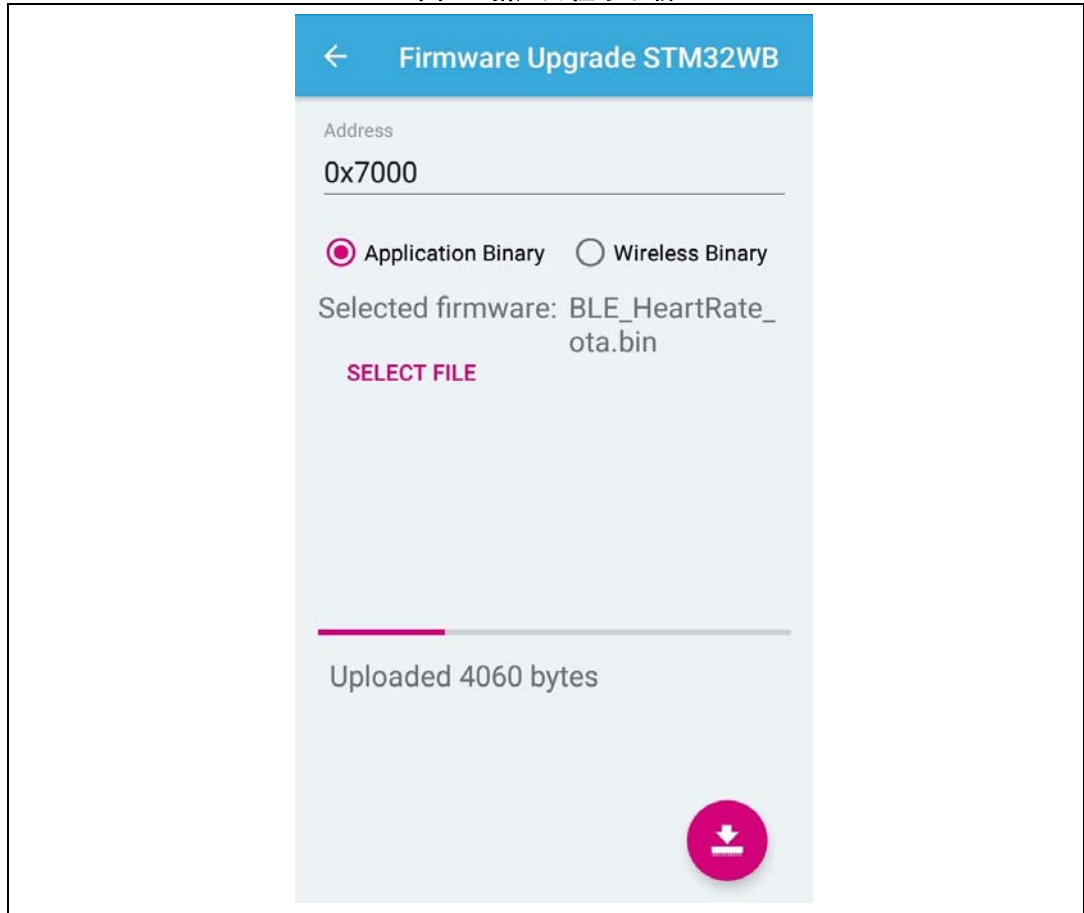 Firmware Upgrade STM32WB
Address
0x7000
Application Binary Wireless Binary
Selected firmware: BLE_HeartRate_
ota.bin
SELECT FILE
Uploaded 4060 bytes